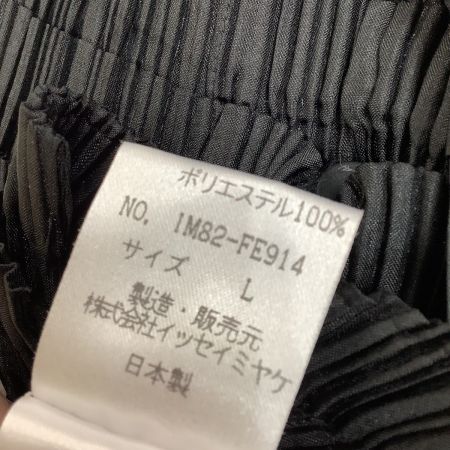 ポリエステル100%
NO. IM82-FE914
サイズ L
製造・販売元
株式会社イッセイミヤケ
日本製